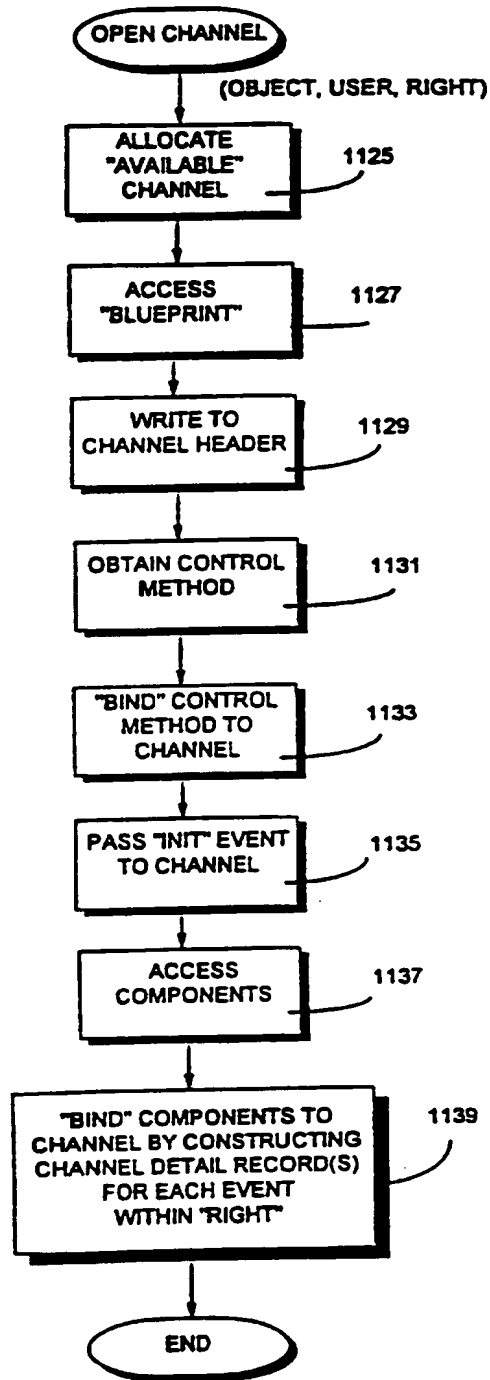 OPEN CHANNEL
(OBJECT, USER, RIGHT)
ALLOCATE
"AVAILABLE"
CHANNEL
1125
ACCESS
"BLUEPRINT"
1127
WRITE TO
CHANNEL HEADER
1129
OBTAIN CONTROL
METHOD
1131
"BIND" CONTROL
METHOD TO
CHANNEL
1133
PASS "INIT" EVENT
TO CHANNEL
1135
ACCESS
COMPONENTS
1137
"BIND" COMPONENTS TO
CHANNEL BY CONSTRUCTING
CHANNEL DETAIL RECORD(S)
FOR EACH EVENT
WITHIN "RIGHT"
1139
END